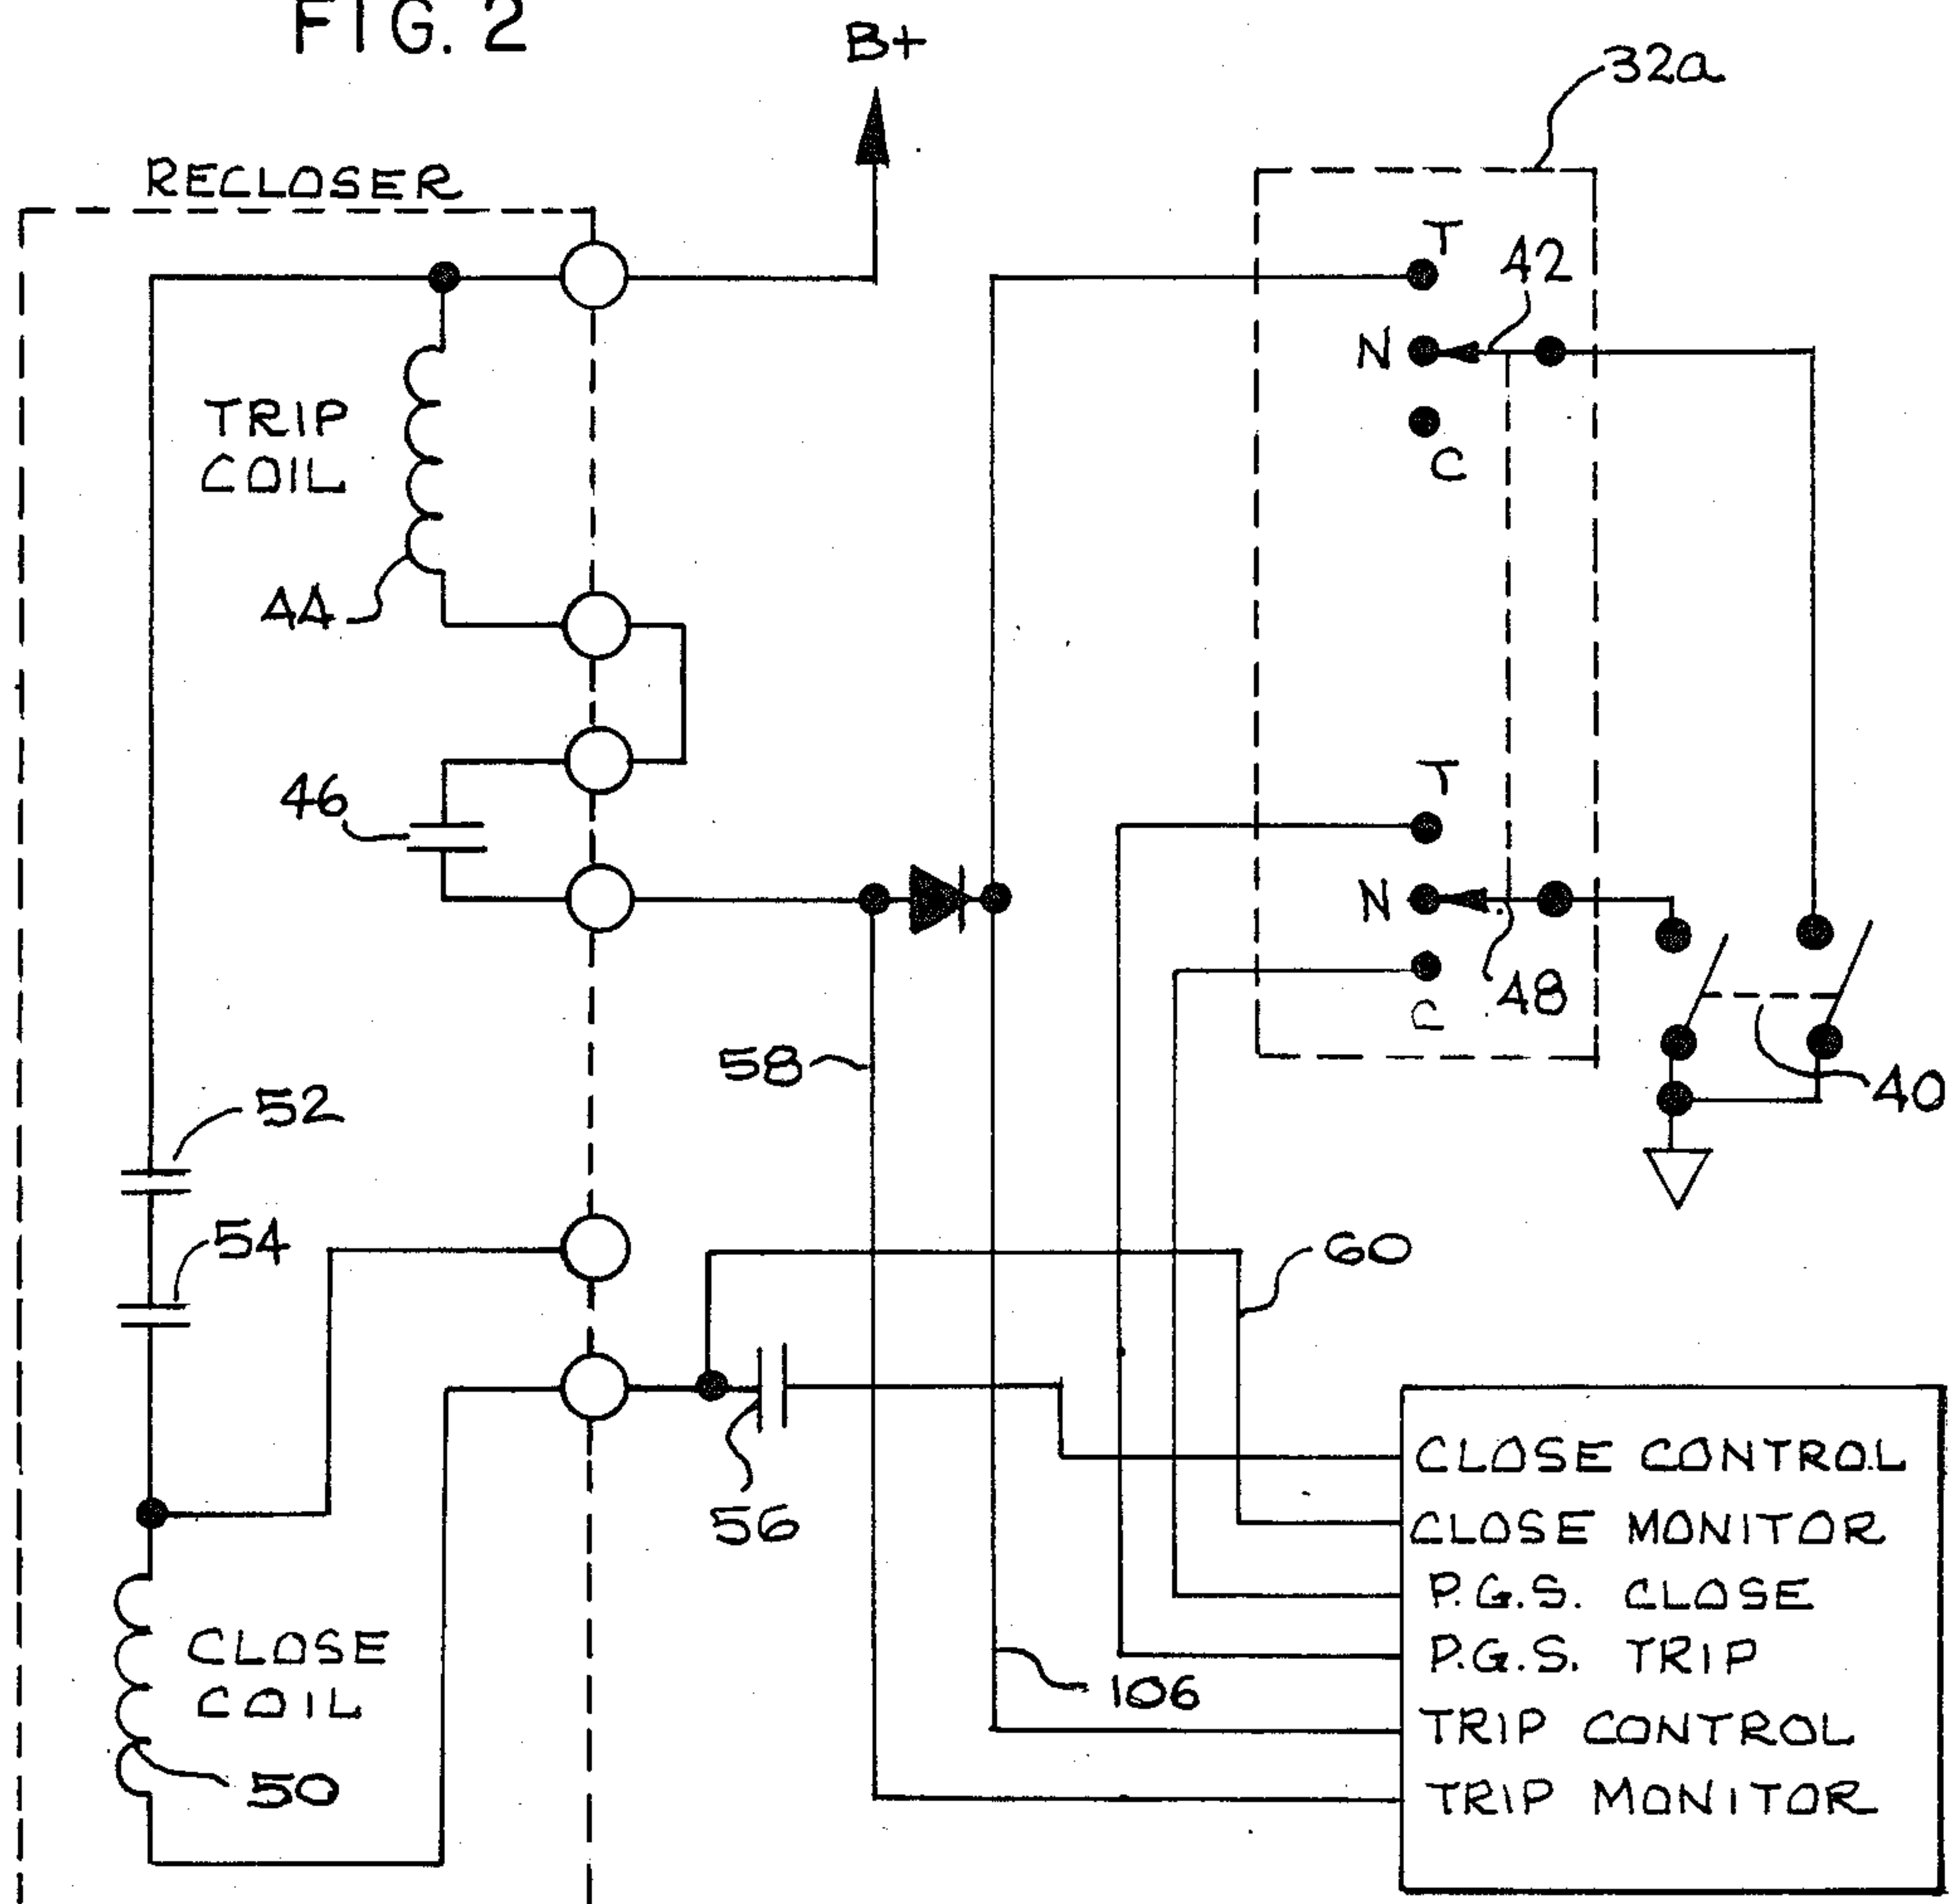 FIG. 2
B+
32a
RECLOSER
T
42
N
C
TRIP
COIL
44
46
T
N
48
C
58
40
52
54
60
56
CLOSE CONTROL
CLOSE MONITOR
P.G.S. CLOSE
P.G.S. TRIP
TRIP CONTROL
TRIP MONITOR
106
CLOSE
COIL
50